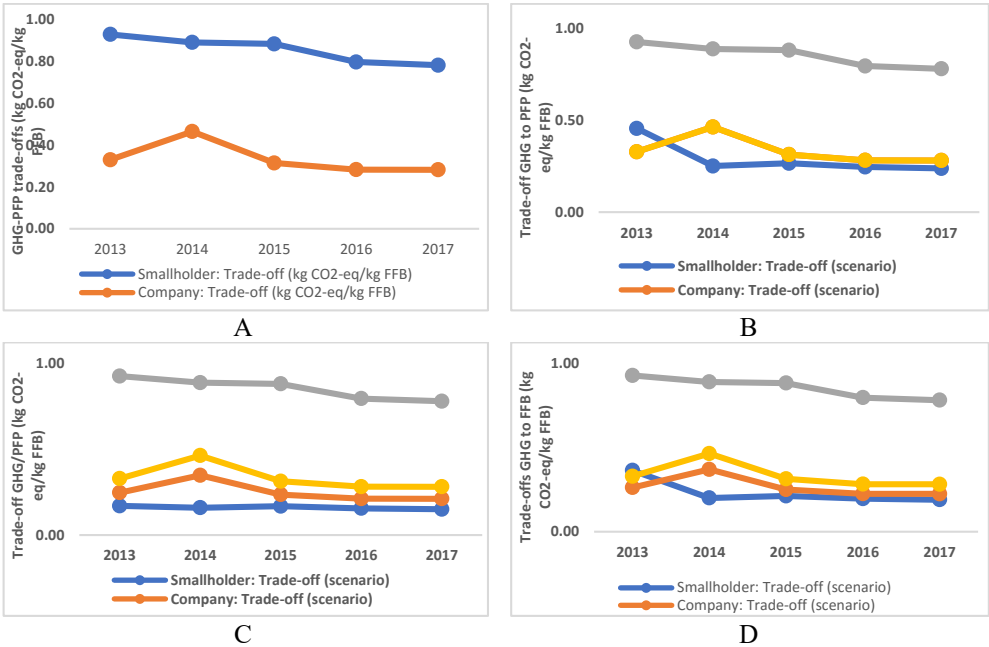 GHG-PFP trade-offs (kg CO2-eq/kg
FFB)
1.00
0.80
0.60
0.40
0.20
0.00
2013 2014 2015 2016 2017
Smallholder: Trade-off (kg CO2-eq/kg FFB)
Company: Trade-off (kg CO2-eq/kg FFB)
A
Trade-off GHG to PFP (kg CO2-
eq/kg FFB)
1.00
0.50
0.00
2013 2014 2015 2016 2017
Smallholder: Trade-off (scenario)
Company: Trade-off (scenario)
B
Trade-off GHG/PFP (kg CO2-
eq/kg FFB)
1.00
0.00
2013 2014 2015 2016 2017
Smallholder: Trade-off (scenario)
Company: Trade-off (scenario)
C
Trade-offs GHG to FFB (kg
CO2-eq/kg FFB)
1.00
0.00
2013 2014 2015 2016 2017
Smallholder: Trade-off (scenario)
Company: Trade-off (scenario)
D